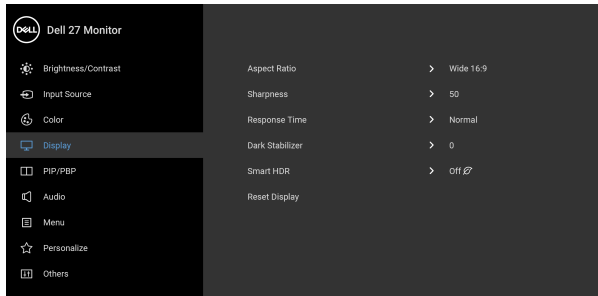 DELL Dell 27 Monitor
Brightness/Contrast Aspect Ratio Wide 16:9
Input Source Sharpness 50
Color Response Time Normal
Display Dark Stabilizer 0
PIP/PBP Smart HDR Off
Audio Reset Display
Menu
Personalize
Others